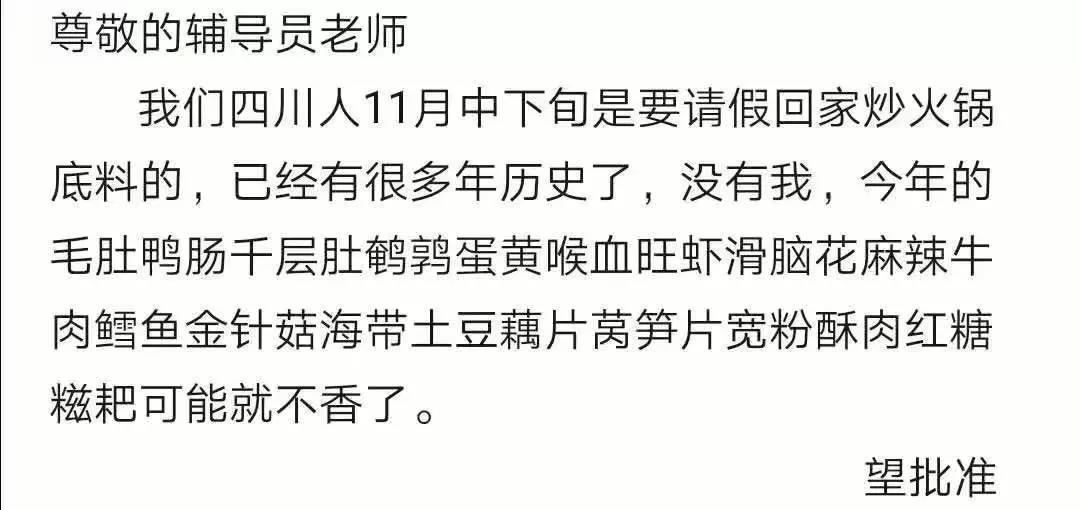 尊敬的辅导员老师
我们四川人11月中下旬是要请假回家炒火锅
底料的，已经有很多年历史了，没有我，今年的
毛肚鸭肠千层肚鹌鹑蛋黄喉血旺虾滑脑花麻辣牛
肉鳕鱼金针菇海带土豆藕片莴笋片宽粉酥肉红糖
糍耙可能就不香了。
望批准